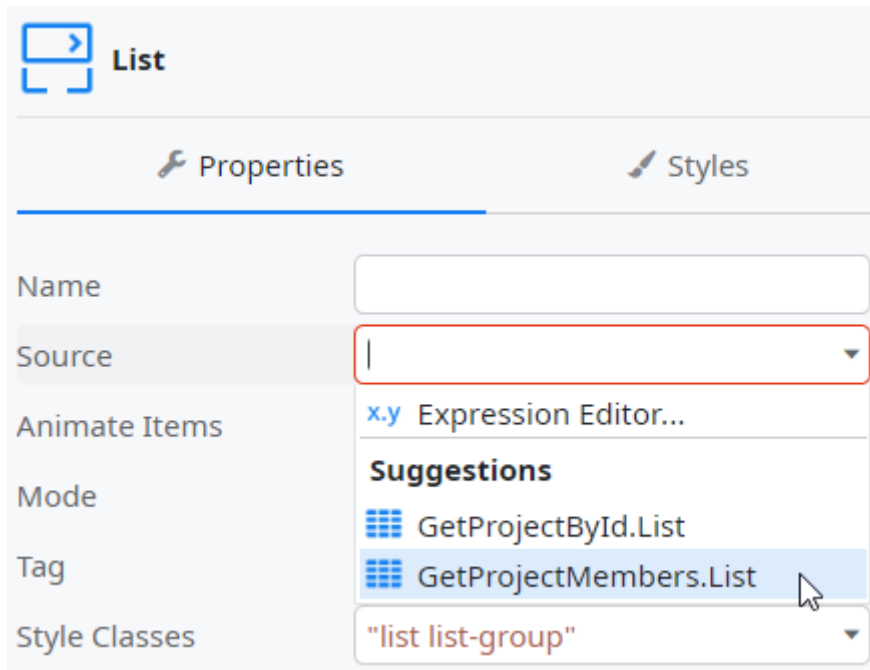 List
Properties
Styles
Name
Source
x.y Expression Editor...
Animate Items
Suggestions
Mode
GetProjectById.List
Tag
GetProjectMembers.List
Style Classes
"list list-group"